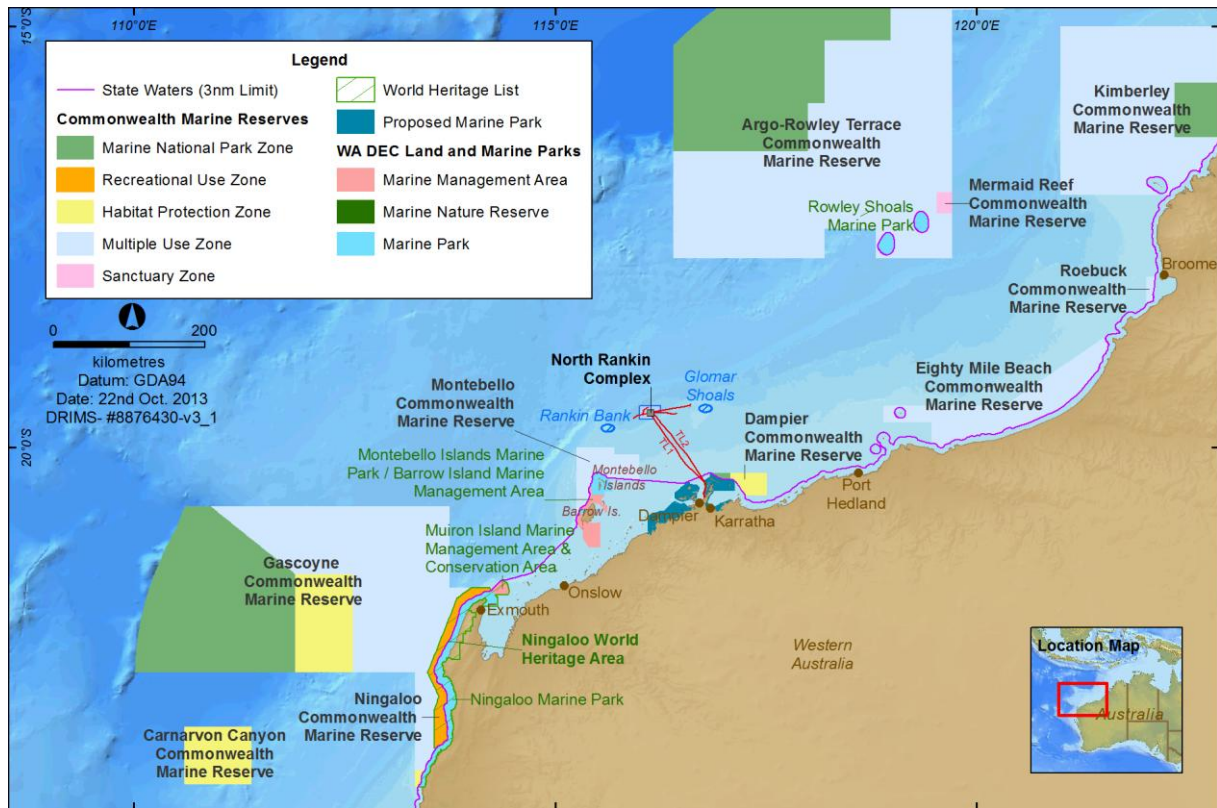 110°0'E
115°0'E
120°0'E
15°0'S
20°0'S
Legend
State Waters (3nm Limit)
Commonwealth Marine Reserves
Marine National Park Zone
Recreational Use Zone
Habitat Protection Zone
Multiple Use Zone
Sanctuary Zone
World Heritage List
Proposed Marine Park
WA DEC Land and Marine Parks
Marine Management Area
Marine Nature Reserve
Marine Park
0
200
kilometres
Datum: GDA94
Date: 22nd Oct. 2013
DRIMS- #8876430-v3_1
Argo-Rowley Terrace
Commonwealth
Marine Reserve
Kimberley
Commonwealth
Marine Reserve
Mermaid Reef
Commonwealth
Marine Reserve
Rowley Shoals
Marine Park
Broome
Roebuck
Commonwealth
Marine Reserve
North Rankin
Complex
Glomar
Shoals
Rankin Bank
TL1
TL2
Eighty Mile Beach
Commonwealth
Marine Reserve
Montebello
Commonwealth
Marine Reserve
Dampier
Commonwealth
Marine Reserve
Montebello Islands Marine
Park / Barrow Island Marine
Management Area
Montebello
Islands
Barrow Is.
Dampier
Karratha
Port
Hedland
Muiron Island Marine
Management Area &
Conservation Area
Gascoyne
Commonwealth
Marine Reserve
Onslow
Exmouth
Ningaloo World
Heritage Area
Western
Australia
Ningaloo
Commonwealth
Marine Reserve
Ningaloo Marine Park
Carnarvon Canyon
Commonwealth
Marine Reserve
Location Map
Australia